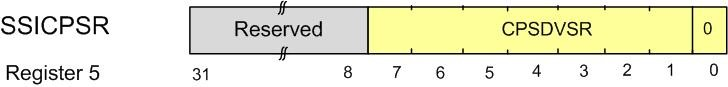 SSICPSR Reserved CPSDVSR 0
Register 5 31 8 7 6 5 4 3 2 1 0